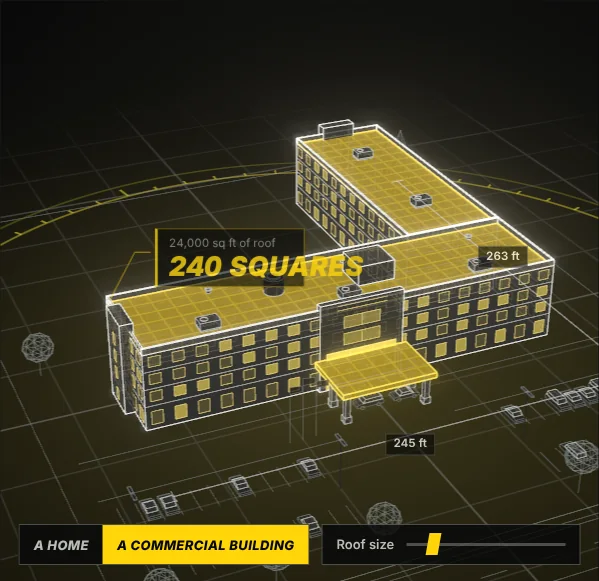 24,000 sq ft of roof
240 SQUARES
263 ft
245 ft
A HOME
A COMMERCIAL BUILDING
Roof size